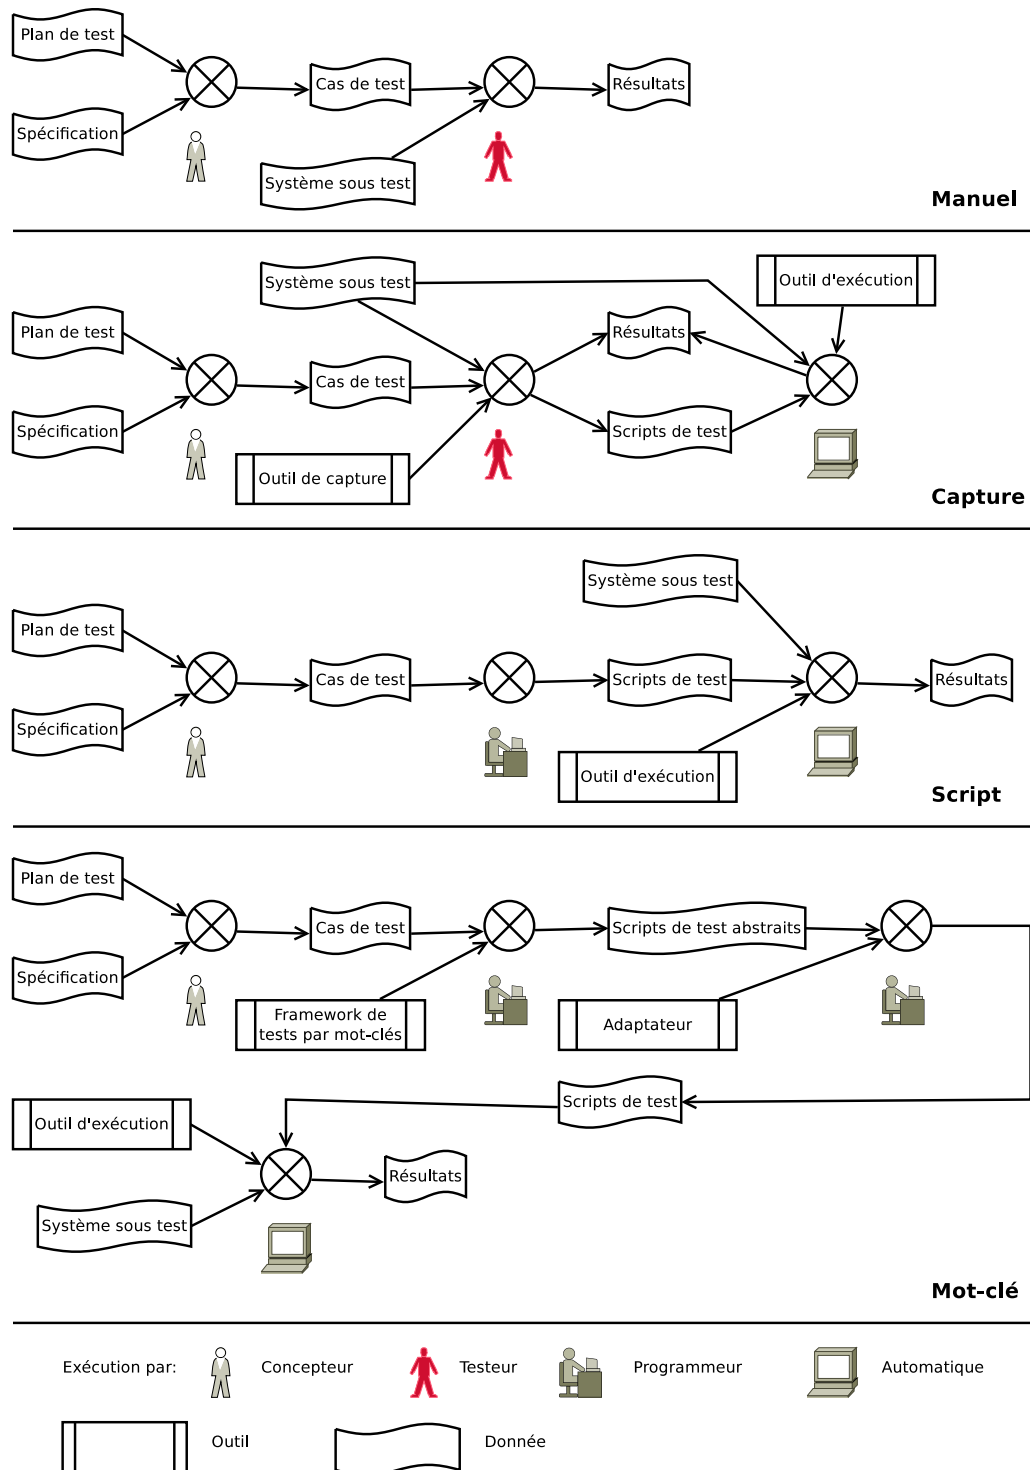 Plan de test
Cas de test
Résultats
Spécification
Système sous test
Manuel
Système sous test
Outil d'exécution
Plan de test
Résultats
Cas de test
Spécification
Scripts de test
Outil de capture
Capture
Système sous test
Plan de test
Cas de test
Scripts de test
Résultats
Spécification
Outil d'exécution
Script
Plan de test
Cas de test
Scripts de test abstraits
Spécification
Framework de
tests par mot-clés
Adaptateur
Scripts de test
Outil d'exécution
Résultats
Système sous test
Mot-clé
Exécution par:
Concepteur
Testeur
Programmeur
Automatique
Outil
Donnée